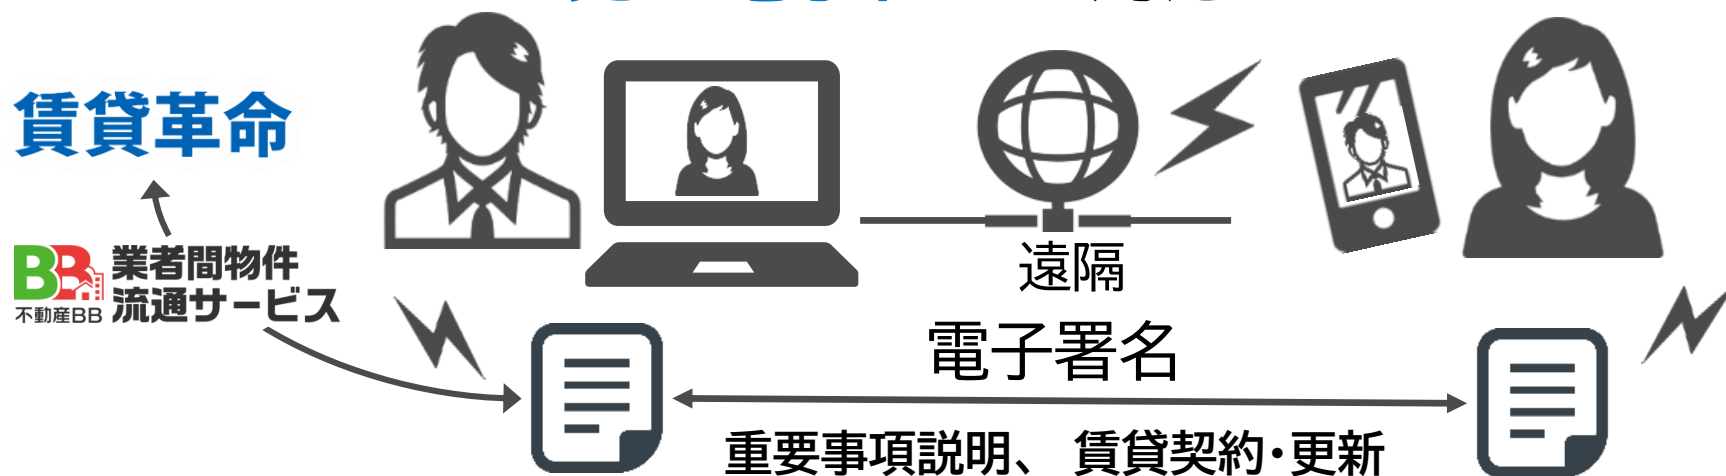 賃貸革命
BB 業者間物件
不動産BB 流通サービス
遠隔
電子署名
重要事項説明、 賃貸契約・更新